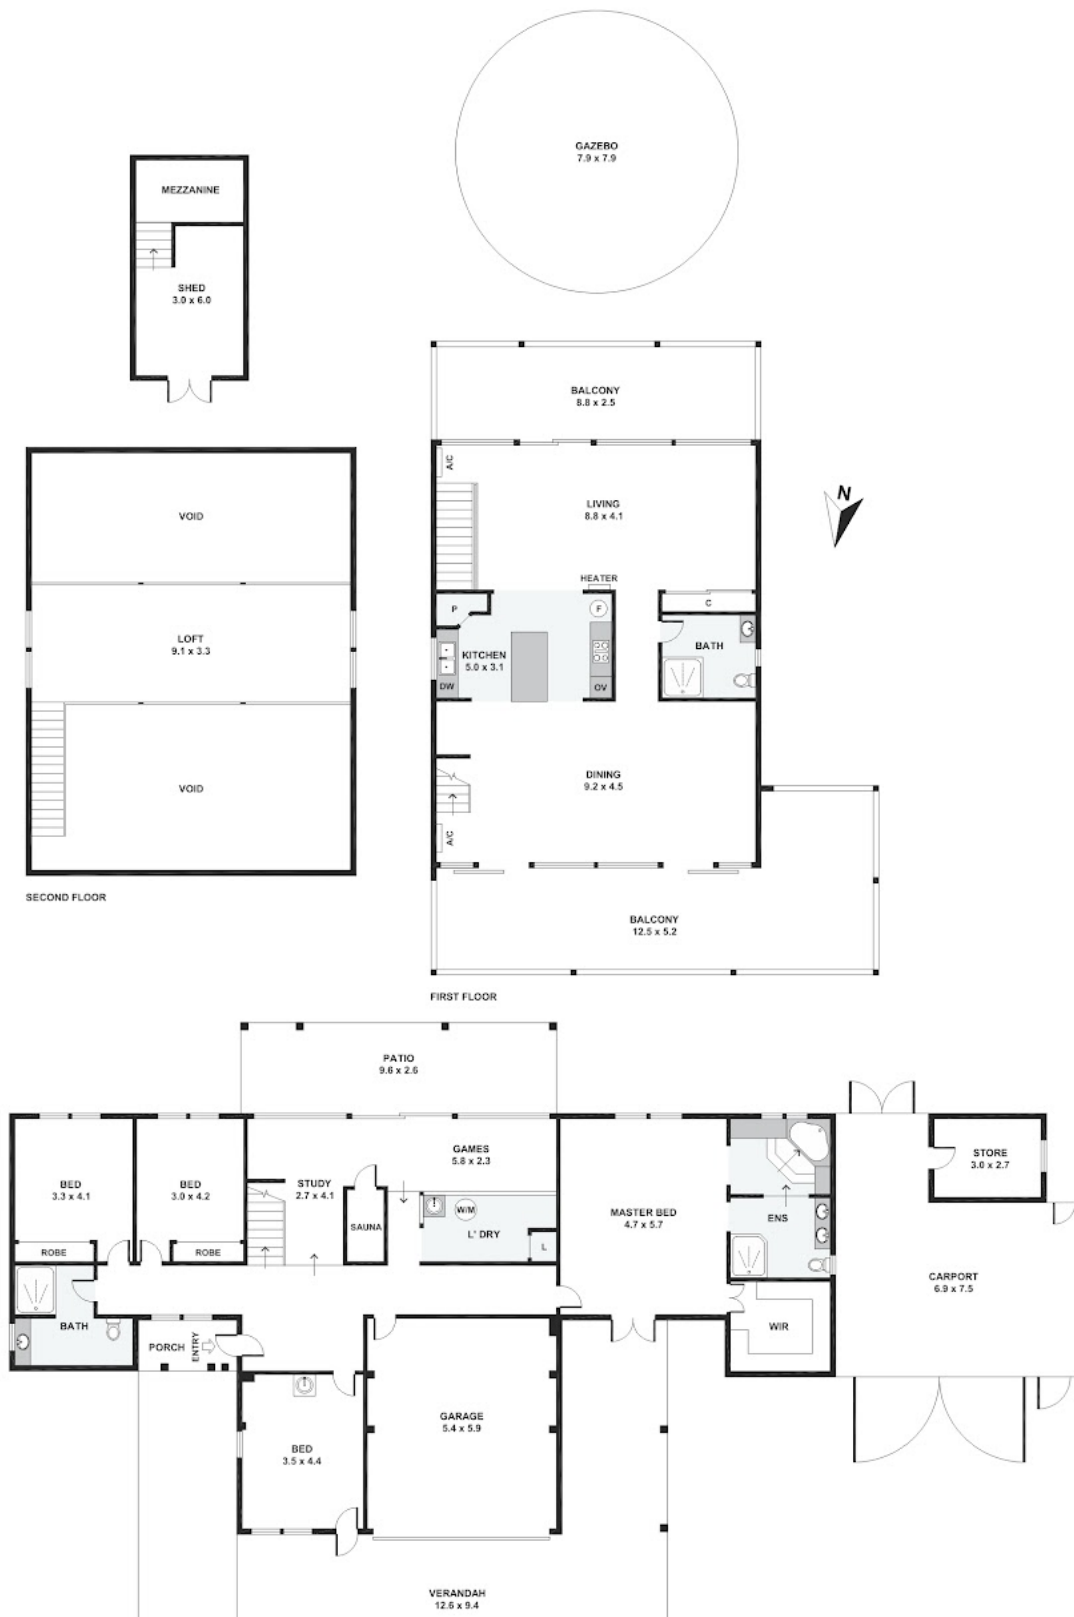 GAZEBO
7.9 x 7.9
MEZZANINE
SHED
3.0 x 6.0
BALCONY
8.8 x 2.5
A/C
LIVING
8.8 x 4.1
N
VOID
HEATER
P
F
C
LOFT
9.1 x 3.3
KITCHEN
5.0 x 3.1
BATH
DW
OV
DINING
9.2 x 4.5
VOID
A/C
SECOND FLOOR
BALCONY
12.5 x 5.2
FIRST FLOOR
PATIO
9.6 x 2.6
GAMES
5.8 x 2.3
BED
3.3 x 4.1
BED
3.0 x 4.2
STUDY
2.7 x 4.1
STORE
3.0 x 2.7
SAUNA
W/M
L' DRY
L
MASTER BED
4.7 x 5.7
ENS
ROBE
ROBE
CARPORT
6.9 x 7.5
BATH
PORCH
ENTRY
WIR
GARAGE
5.4 x 5.9
BED
3.5 x 4.4
VERANDAH
12.6 x 9.4